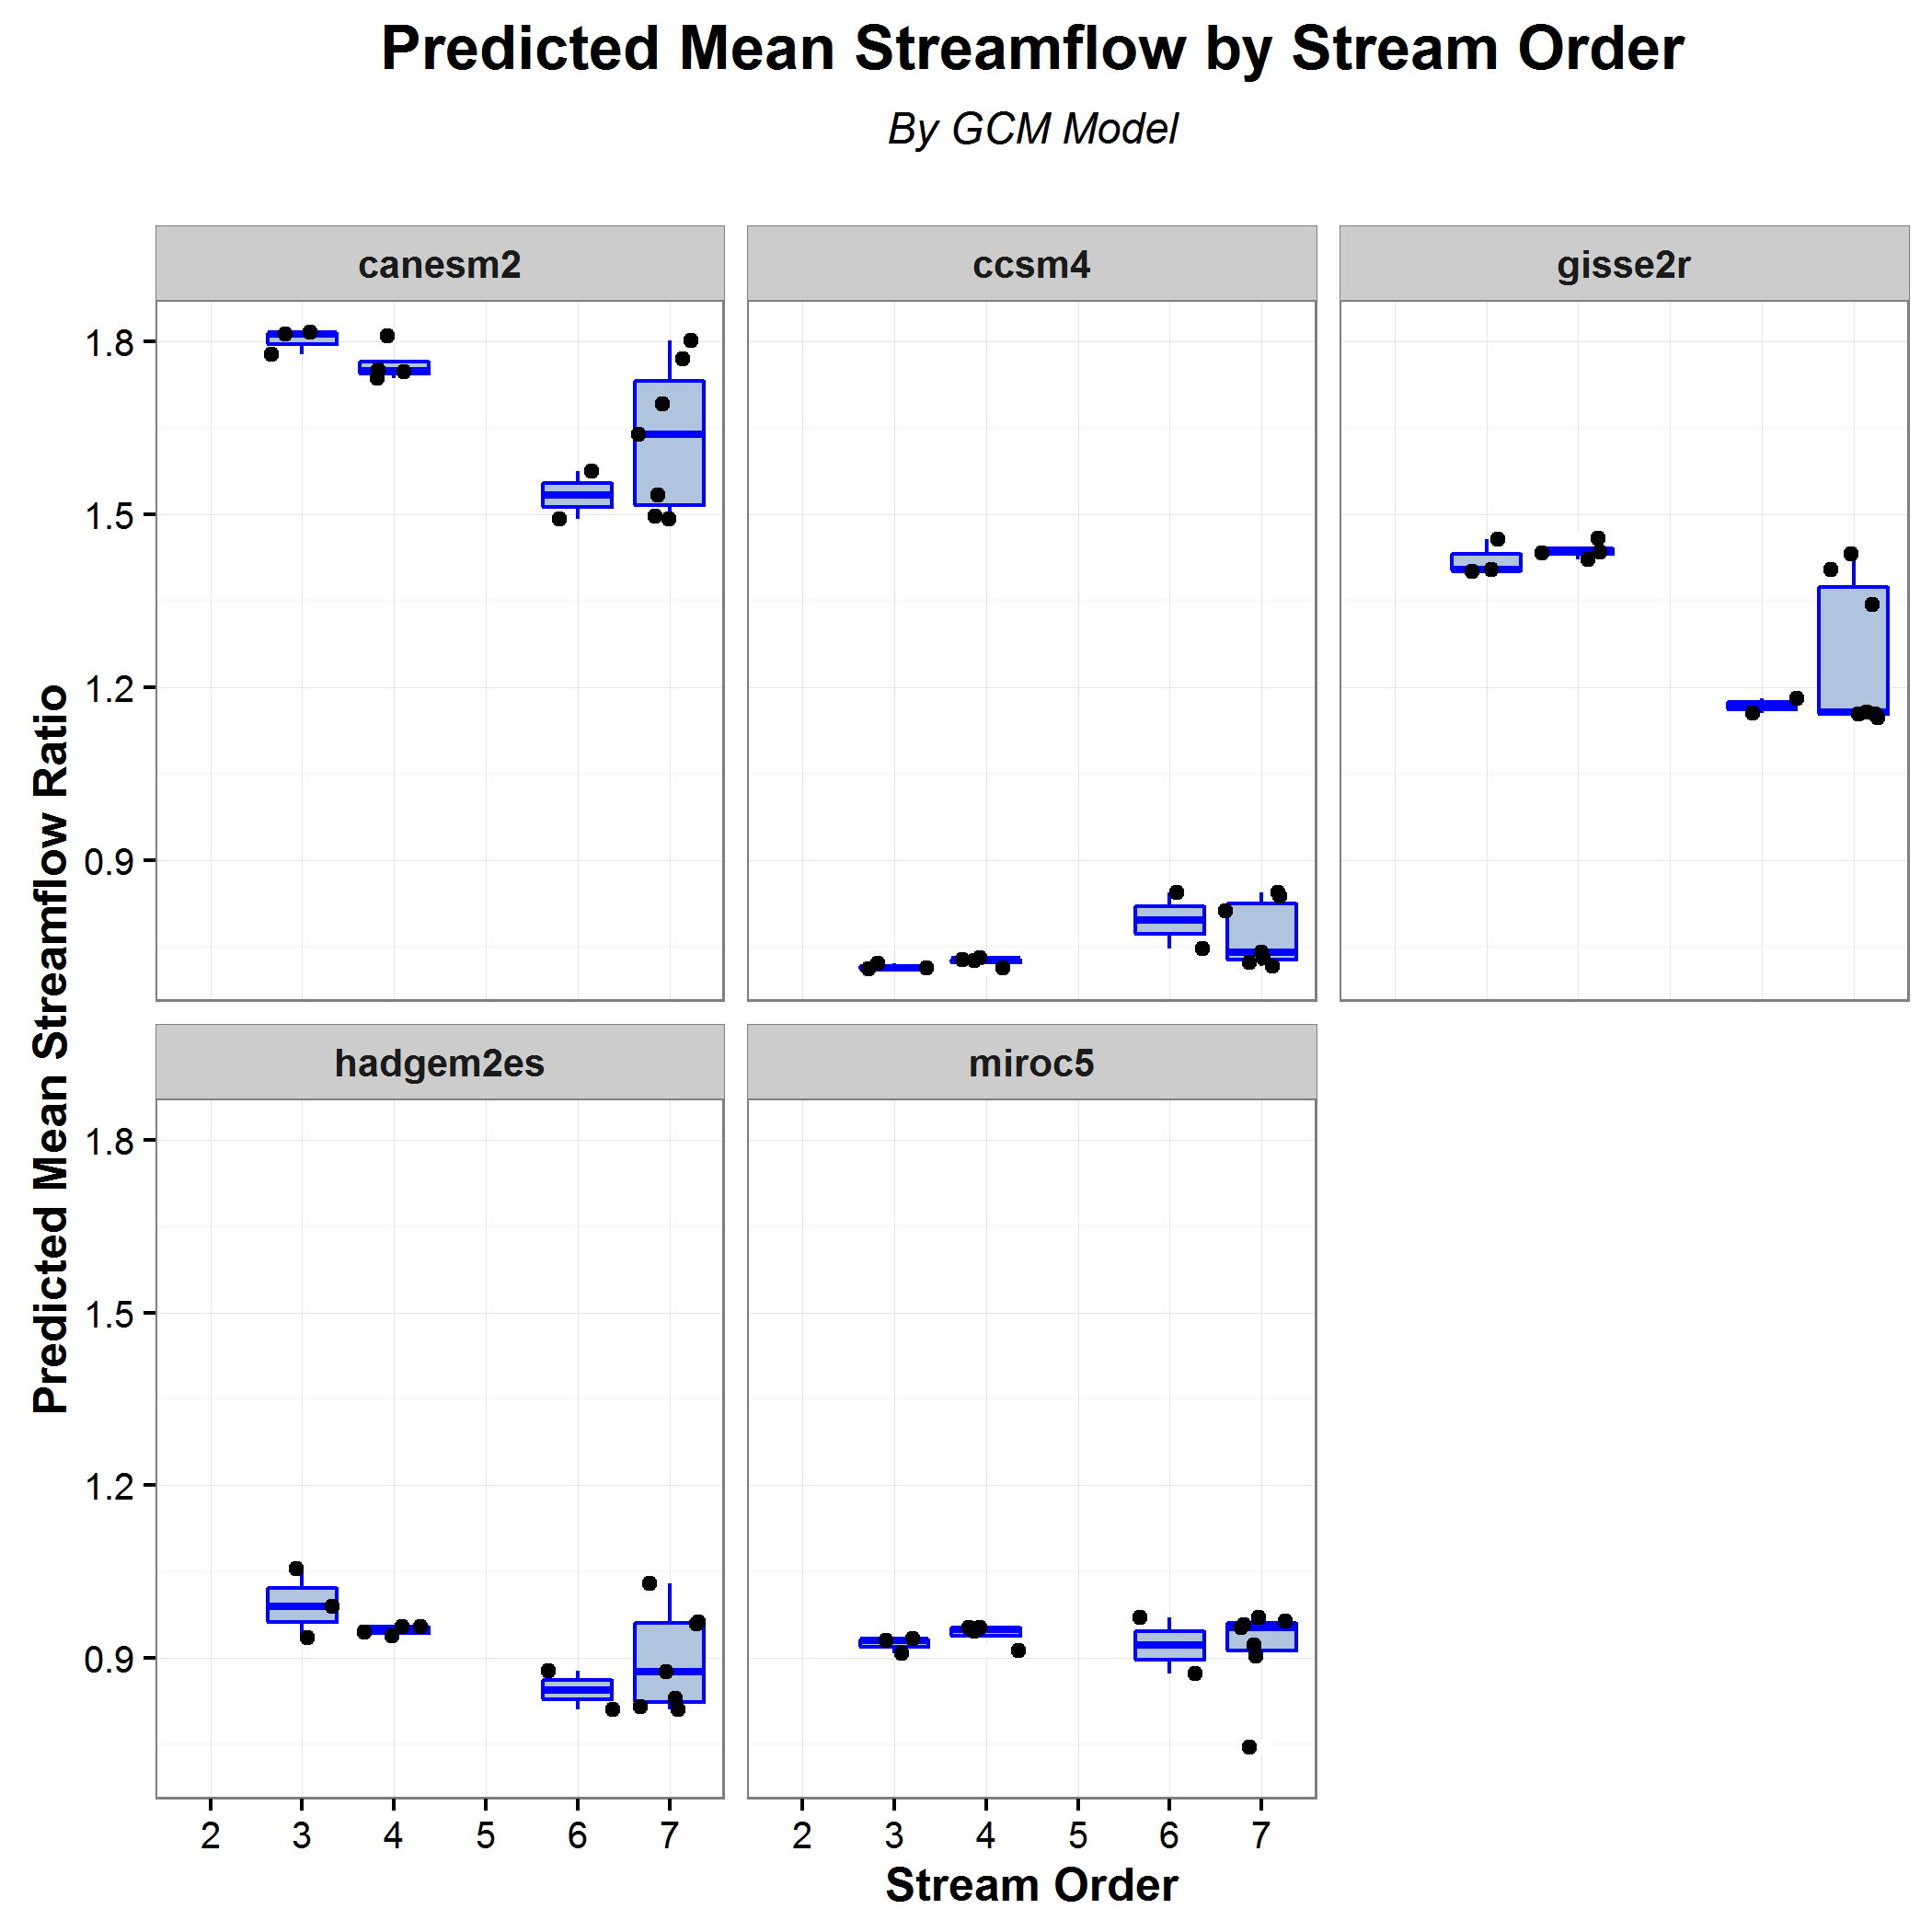 Predicted Mean Streamflow by Stream Order
By GCM Model
canesm2
ccsm4
gisse2r
1.8
1.5
1.2
0.9
Predicted Mean Streamflow Ratio
hadgem2es
miroc5
1.8
1.5
1.2
0.9
2 3 4 5 6 7
2 3 4 5 6 7
Stream Order